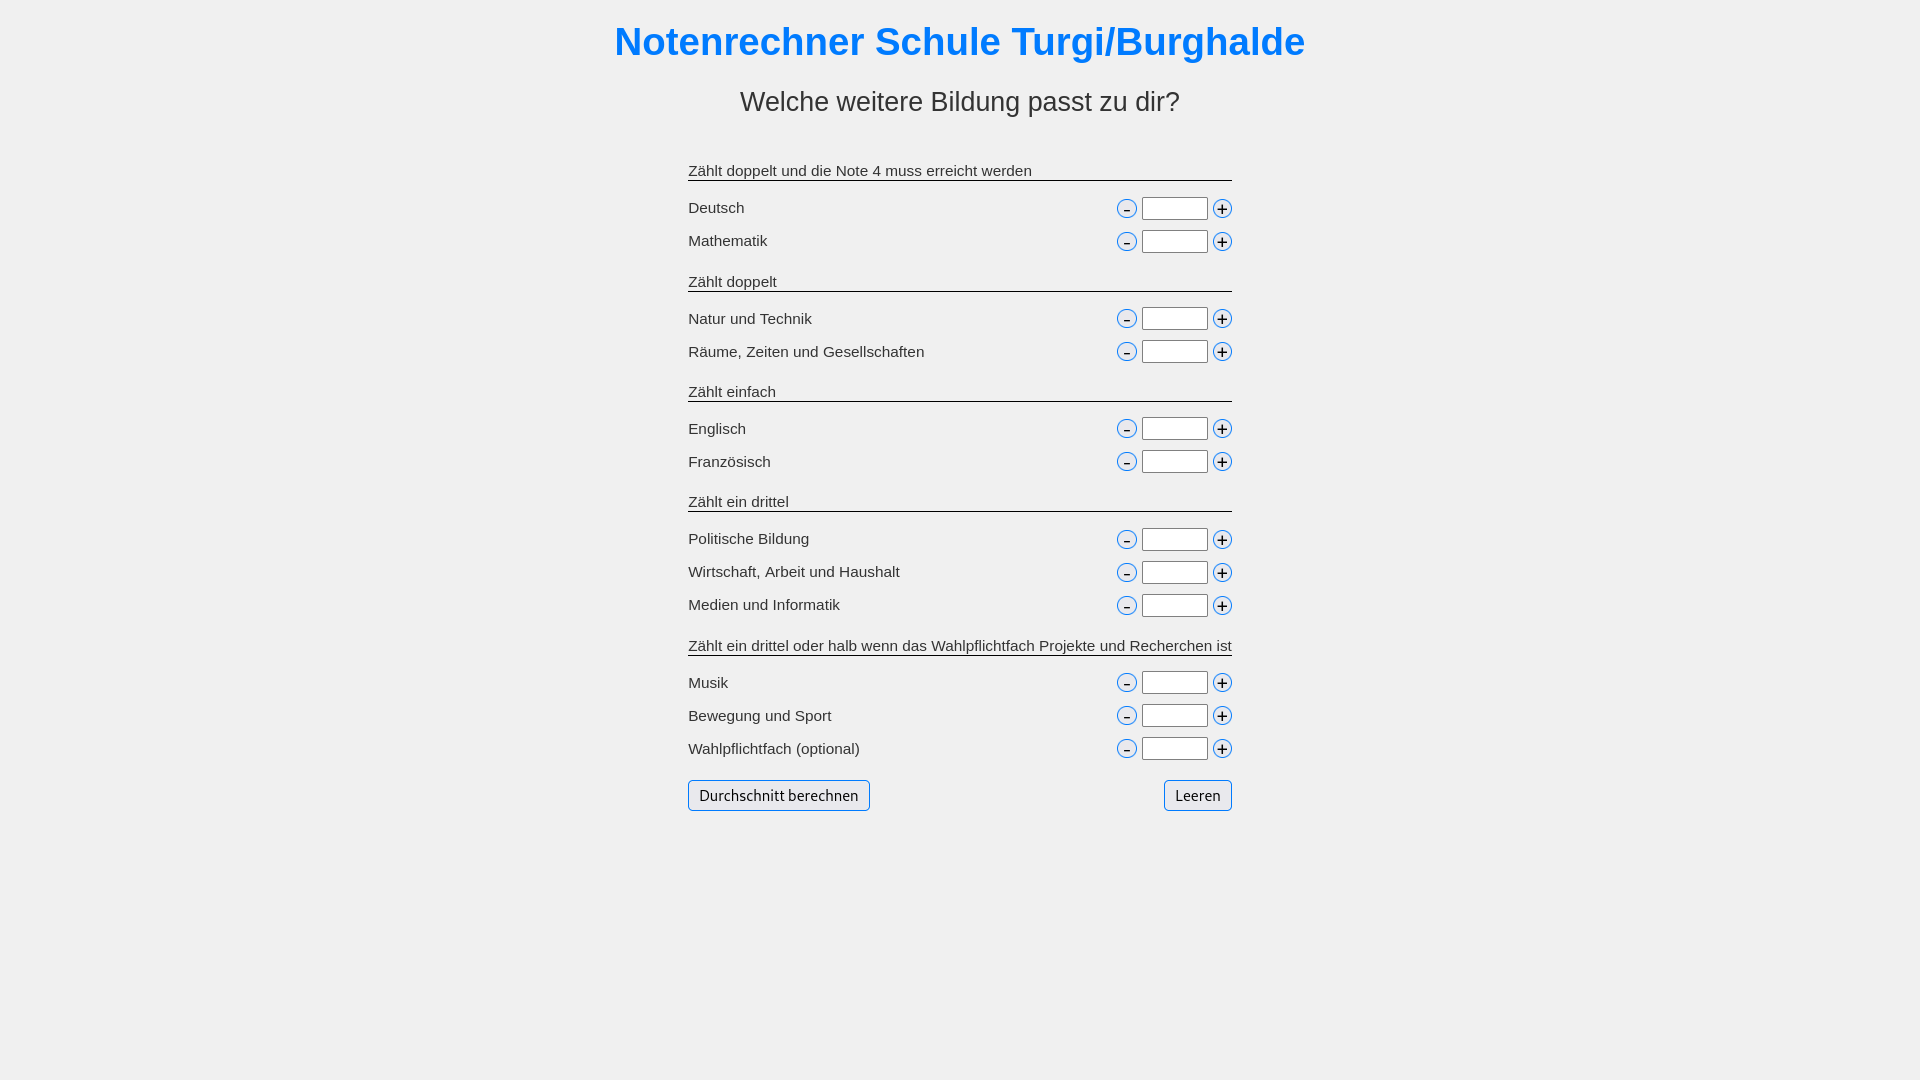 Notenrechner Schule Turgi/Burghalde
Welche weitere Bildung passt zu dir?
Zählt doppelt und die Note 4 muss erreicht werden
Deutsch - +
Mathematik - +
Zählt doppelt
Natur und Technik - +
Räume, Zeiten und Gesellschaften - +
Zählt einfach
Englisch - +
Französisch - +
Zählt ein drittel
Politische Bildung - +
Wirtschaft, Arbeit und Haushalt - +
Medien und Informatik - +
Zählt ein drittel oder halb wenn das Wahlpflichtfach Projekte und Recherchen ist
Musik - +
Bewegung und Sport - +
Wahlpflichtfach (optional) - +
Durchschnitt berechnen Leeren